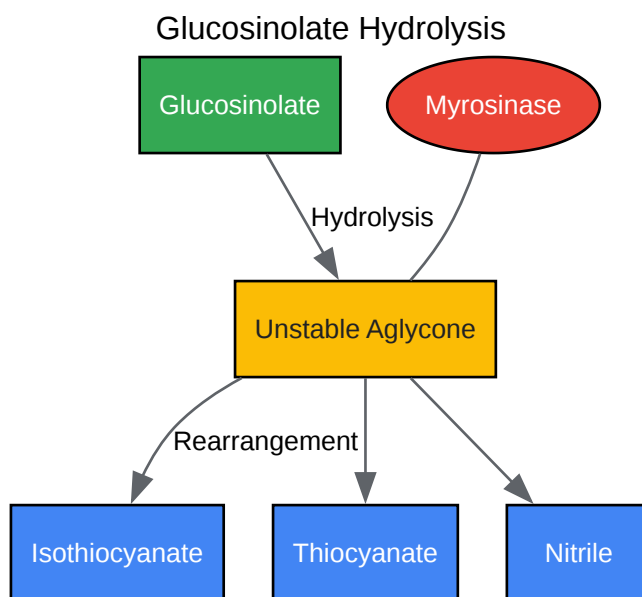 Glucosinolate Hydrolysis
Glucosinolate
Myrosinase
Hydrolysis
Unstable Aglycone
Rearrangement
Isothiocyanate
Thiocyanate
Nitrile